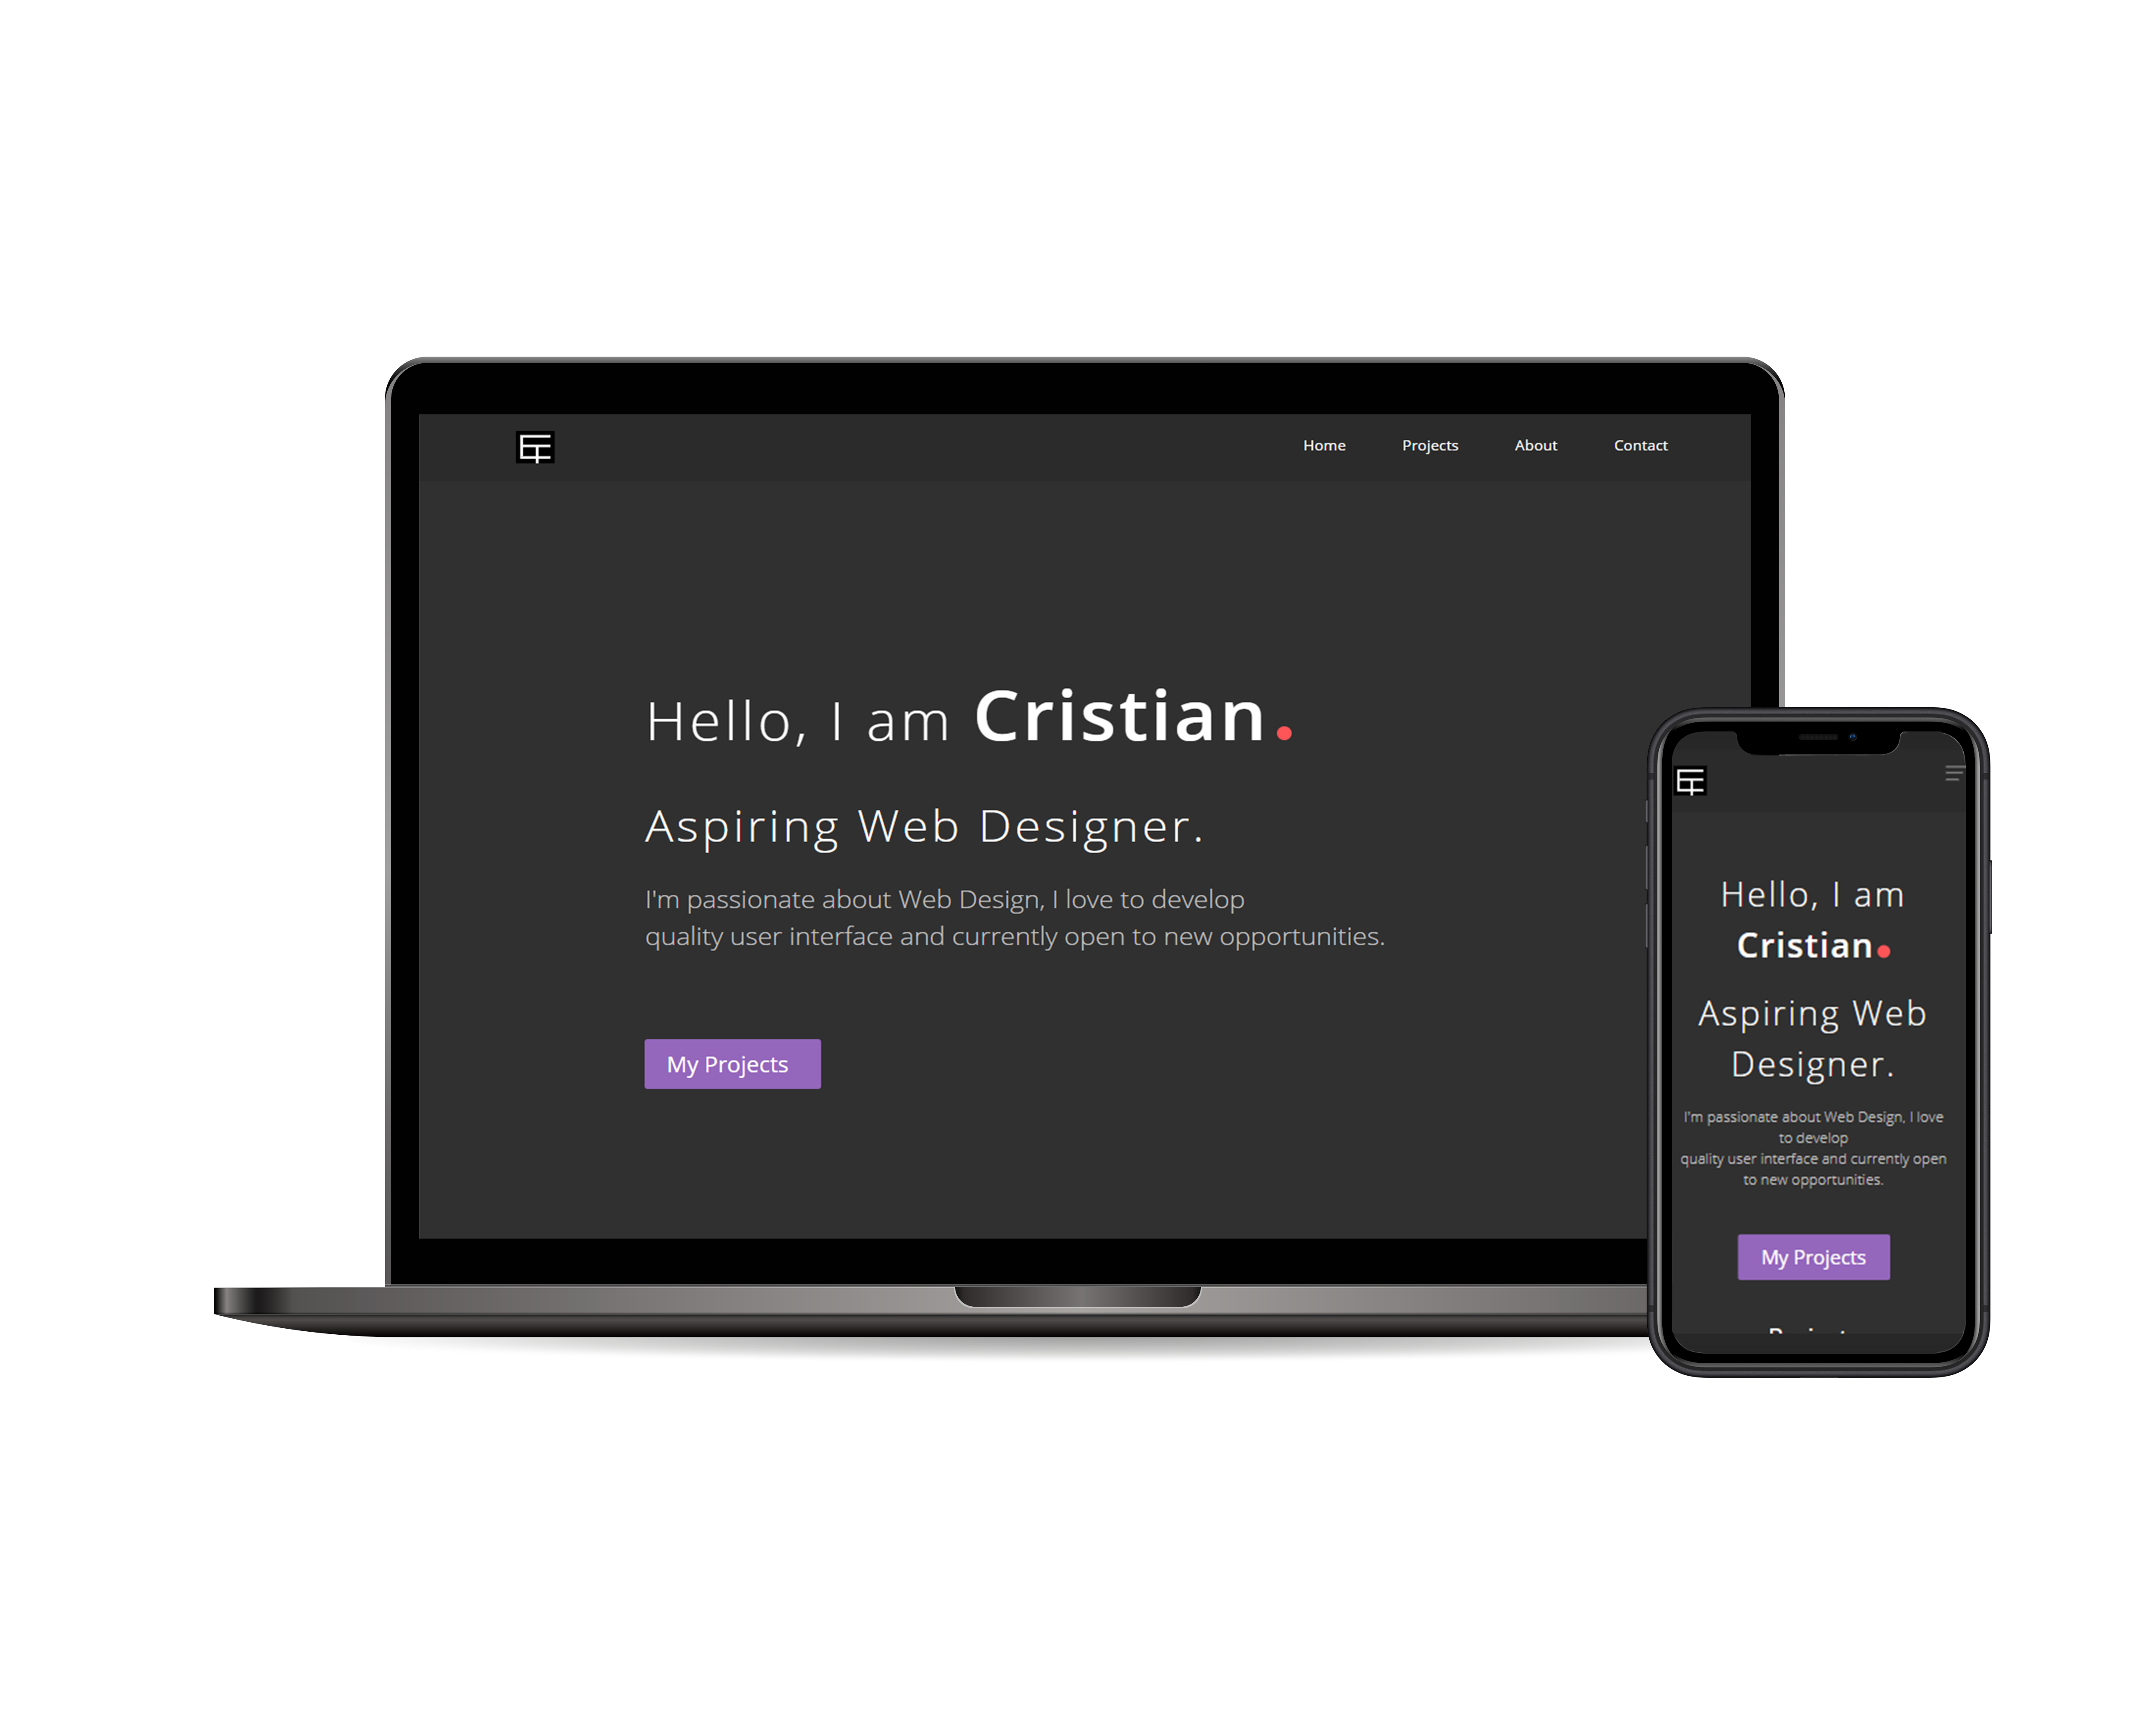 Home Projects About Contact
Hello, I am Cristian.
Aspiring Web Designer.
I'm passionate about Web Design, I love to develop
quality user interface and currently open to new opportunities.
My Projects
Hello, I am
Cristian.
Aspiring Web
Designer.
I'm passionate about Web Design, I love
to develop
quality user interface and currently open
to new opportunities.
My Projects